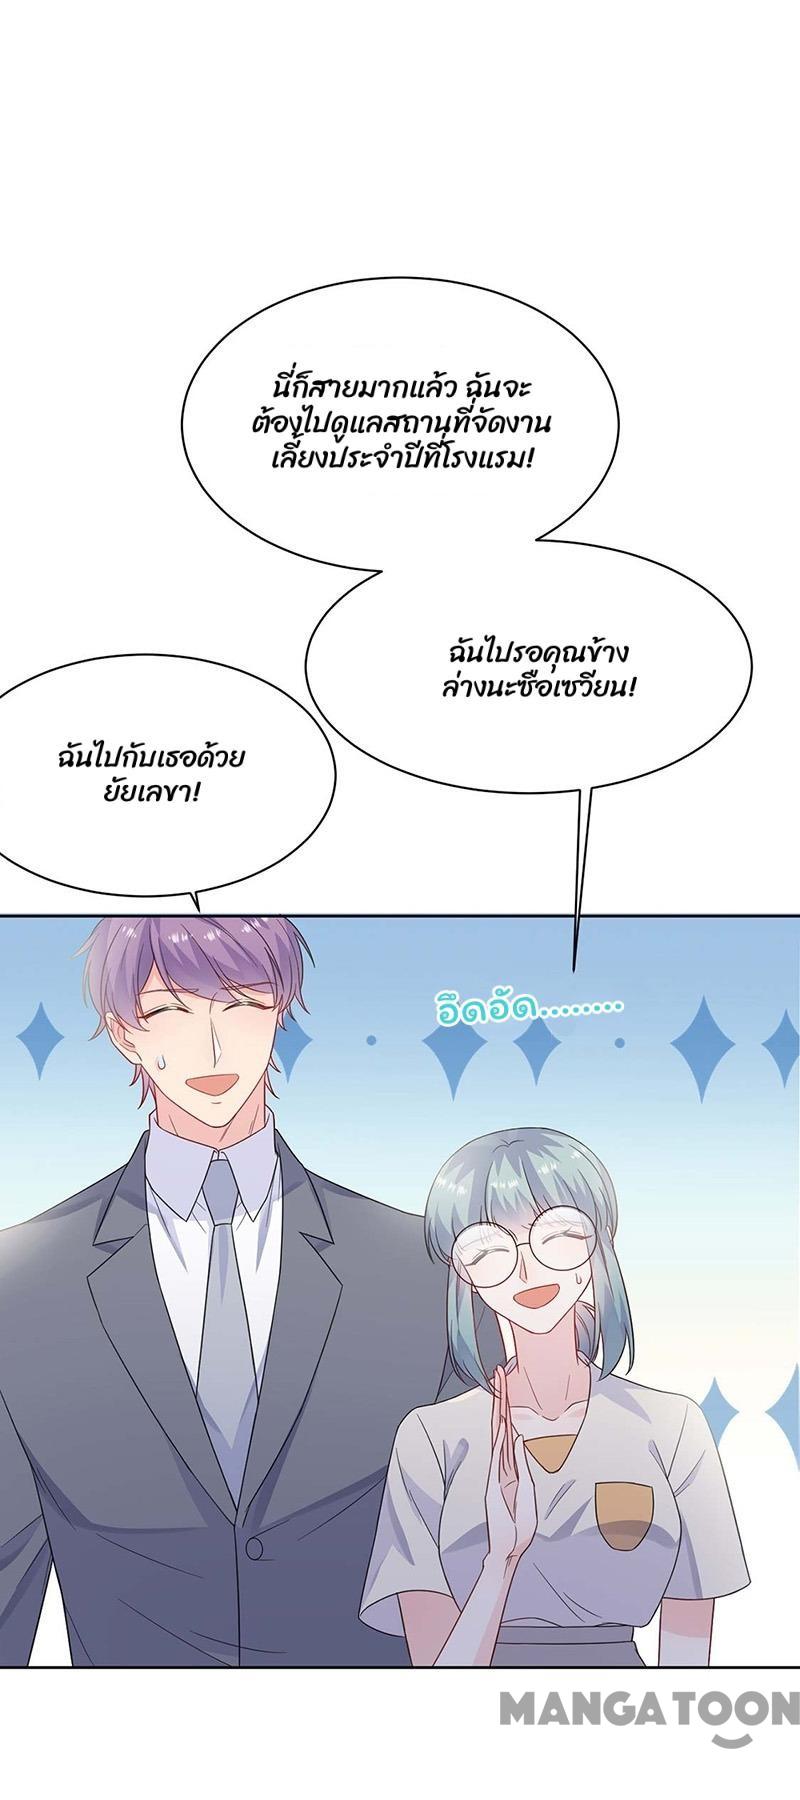 นี่ก็สายมากแล้ว ฉันจะ
ต้องไปดูแลสถานที่จัดงาน
เลี้ยงประจำปีที่โรงแรม!
ฉันไปรอคุณข้าง
ล่างนะซือเซวียน!
ฉันไปกับเธอด้วย
ยัยเลขา!
อึดอัด.........
MANGATOON